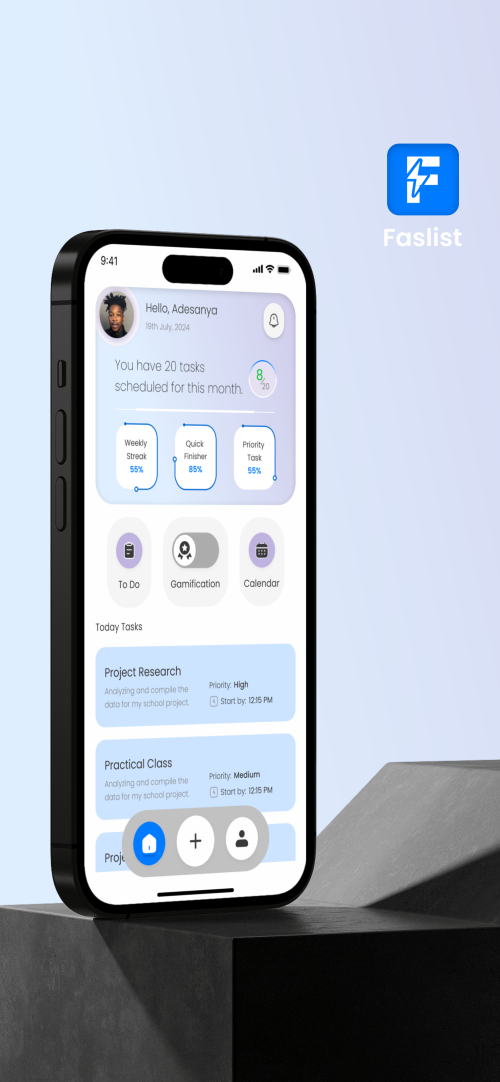 Faslist
9:41
Hello, Adesanya
19th July, 2024
You have 20 tasks
scheduled for this month.
8/20
Weekly
Streak
55%
Quick
Finisher
85%
Priority
Task
55%
To Do
Gamification
Calendar
Today Tasks
Project Research
Analyzing and compile the
data for my school project.
Priority: High
Start by: 12:15 PM
Practical Class
Analyzing and compile the
data for my school project.
Priority: Medium
Start by: 12:15 PM
Proje